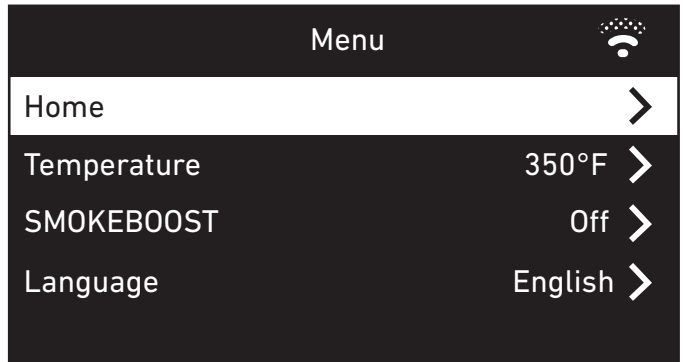 Menu
Home
Temperature 350°F
SMOKEBOOST Off
Language English